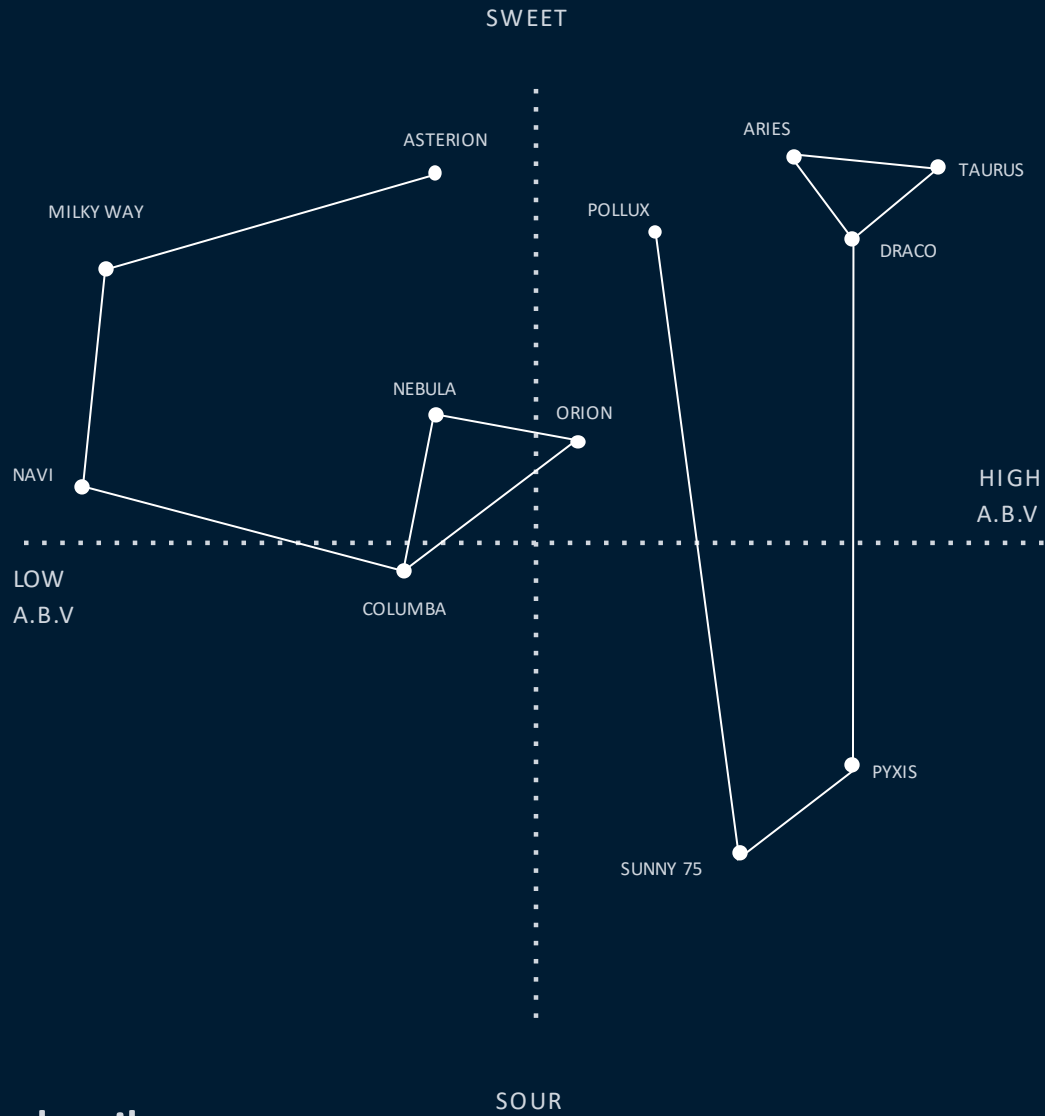 SWEET
ARIES
ASTERION
TAURUS
MILKY WAY
POLLUX
DRACO
NEBULA
ORION
NAVI
HIGH
A.B.V
LOW
A.B.V
COLUMBA
PYXIS
SUNNY 75
SOUR